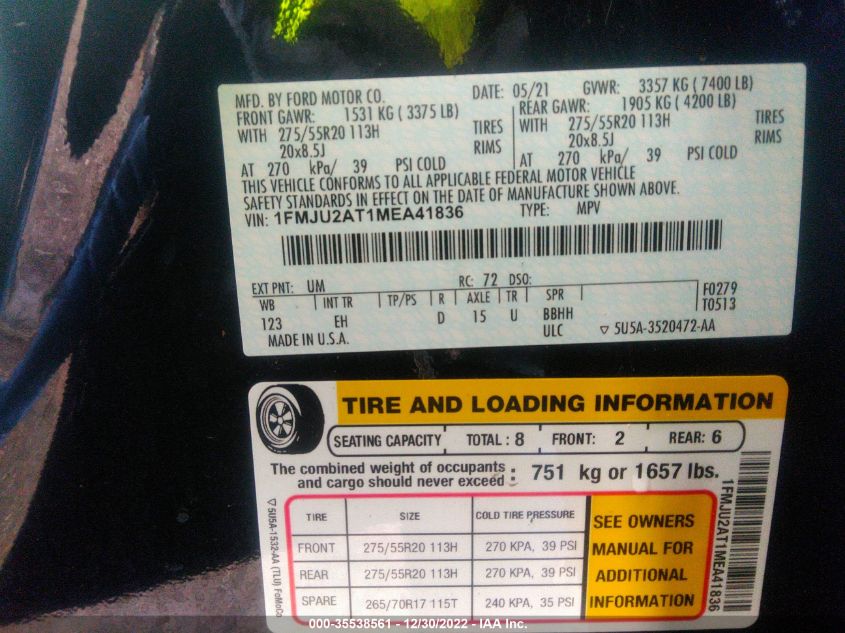 MFD. BY FORD MOTOR CO. DATE: 05/21 GVWR: 3357 KG ( 7400 LB)
FRONT GAWR: 1531 KG ( 3375 LB) REAR GAWR: 1905 KG ( 4200 LB)
WITH 275/55R20 113H TIRES WITH 275/55R20 113H TIRES
20x8.5J RIMS 20x8.5J RIMS
AT 270 kPa/ 39 PSI COLD AT 270 kPa/ 39 PSI COLD
THIS VEHICLE CONFORMS TO ALL APPLICABLE FEDERAL MOTOR VEHICLE
SAFETY STANDARDS IN EFFECT ON THE DATE OF MANUFACTURE SHOWN ABOVE.
VIN: 1FMJU2AT1MEA41836 TYPE: MPV
EXT PNT: UM RC: 72 DSO: F0279
WB INT TR TP/PS R AXLE TR SPR T0513
123 EH D 15 U BBHH
MADE IN U.S.A. ULC ▽ 5U5A-3520472-AA
TIRE AND LOADING INFORMATION
SEATING CAPACITY TOTAL : 8 FRONT: 2 REAR: 6
The combined weight of occupants
and cargo should never exceed : 751 kg or 1657 lbs.
TIRE SIZE COLD TIRE PRESSURE
FRONT 275/55R20 113H 270 KPA, 39 PSI
REAR 275/55R20 113H 270 KPA, 39 PSI
SPARE 265/70R17 115T 240 KPA, 35 PSI
SEE OWNERS
MANUAL FOR
ADDITIONAL
INFORMATION
▽ 5U5A-1532-AA (TLU) FoMoCo
1FMJU2AT1MEA41836
000-35538561 - 12/30/2022 - IAA Inc.